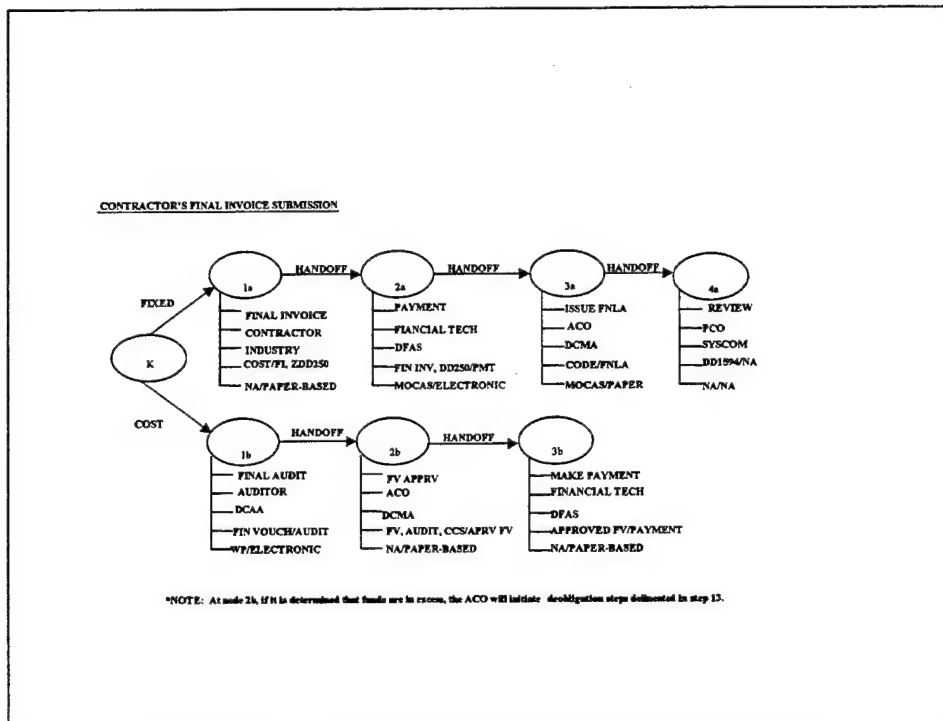 CONTRACTOR'S FINAL INVOICE SUBMISSION
HANDOFF HANDOFF HANDOFF
1a 2a 3a 4a
FIXED
FINAL INVOICE
CONTRACTOR
INDUSTRY
COST/FI, ZDD250
NA/PAPER-BASED
PAYMENT
FIANCIAL TECH
DFAS
FIN INV, DD250/PMT
MOCAS/ELECTRONIC
ISSUE FNLA
ACO
DCMA
CODE/FNLA
MOCAS/PAPER
REVIEW
PCO
SYSCOM
DD1594/NA
NA/NA
K
COST
HANDOFF HANDOFF
1b 2b 3b
FINAL AUDIT
AUDITOR
DCAA
FIN VOUCH/AUDIT
WP/ELECTRONIC
FV APPRV
ACO
DCMA
FV, AUDIT, CCS/APRV FV
NA/PAPER-BASED
MAKE PAYMENT
FINANCIAL TECH
DFAS
APPROVED FV/PAYMENT
NA/PAPER-BASED
*NOTE: At node 2b, if it is determined that funds are in excess, the ACO will initiate deobligation steps delineated in step 13.